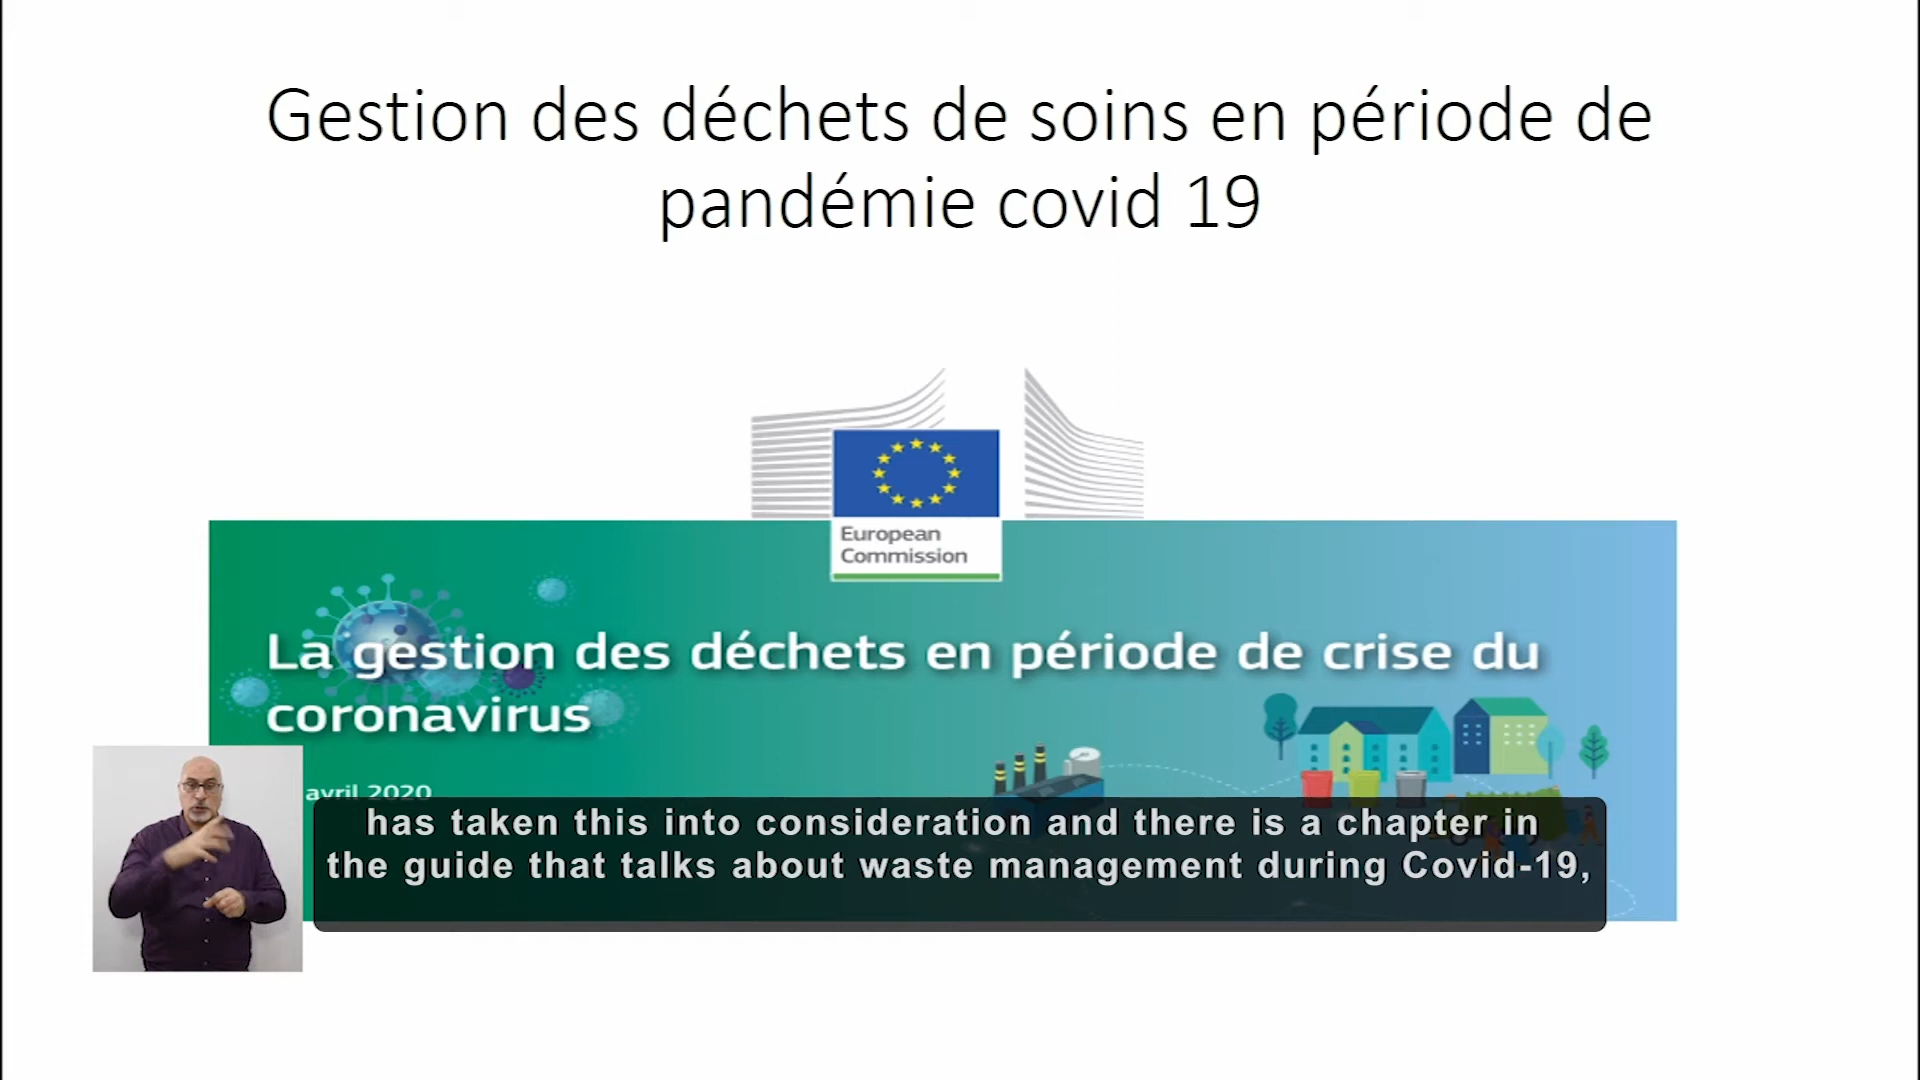 Gestion des déchets de soins en période de
pandémie covid 19
European
Commission
La gestion des déchets en période de crise du
coronavirus
avril 2020
has taken this into consideration and there is a chapter in
the guide that talks about waste management during Covid-19,